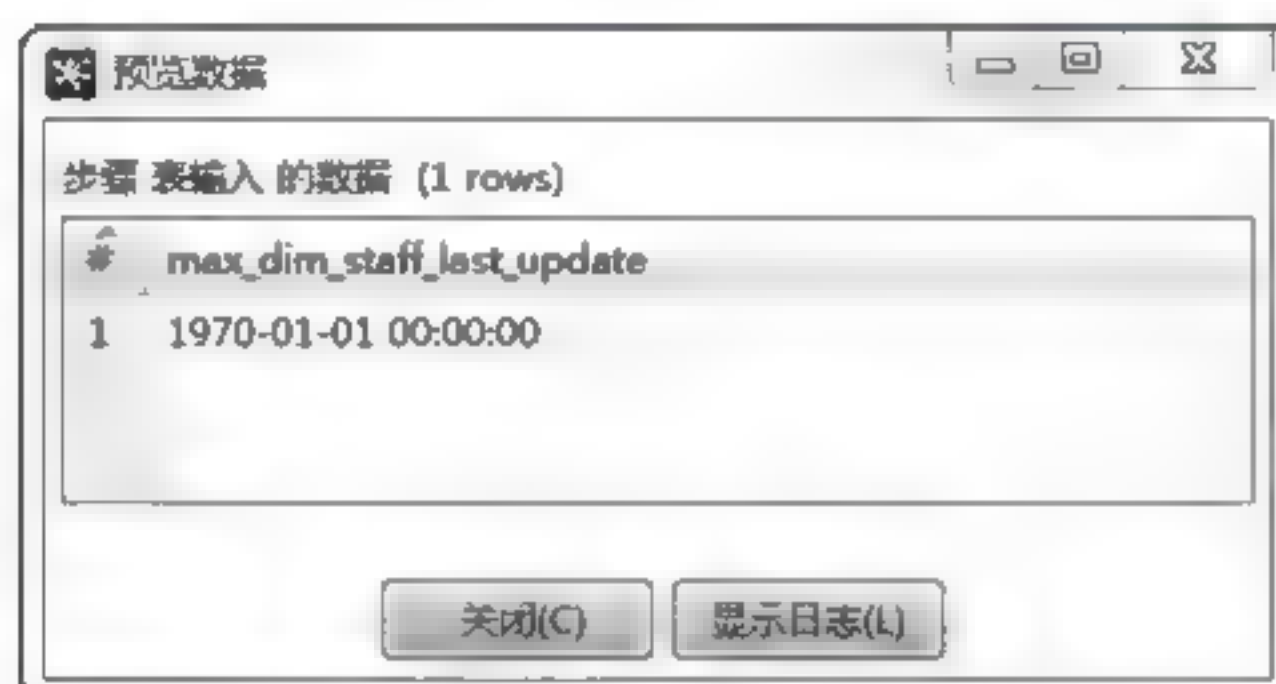 预览数据
步骤 表输入 的数据 (1 rows)
# max_dim_staff_last_update
1 1970-01-01 00:00:00
关闭(C) 显示日志(L)